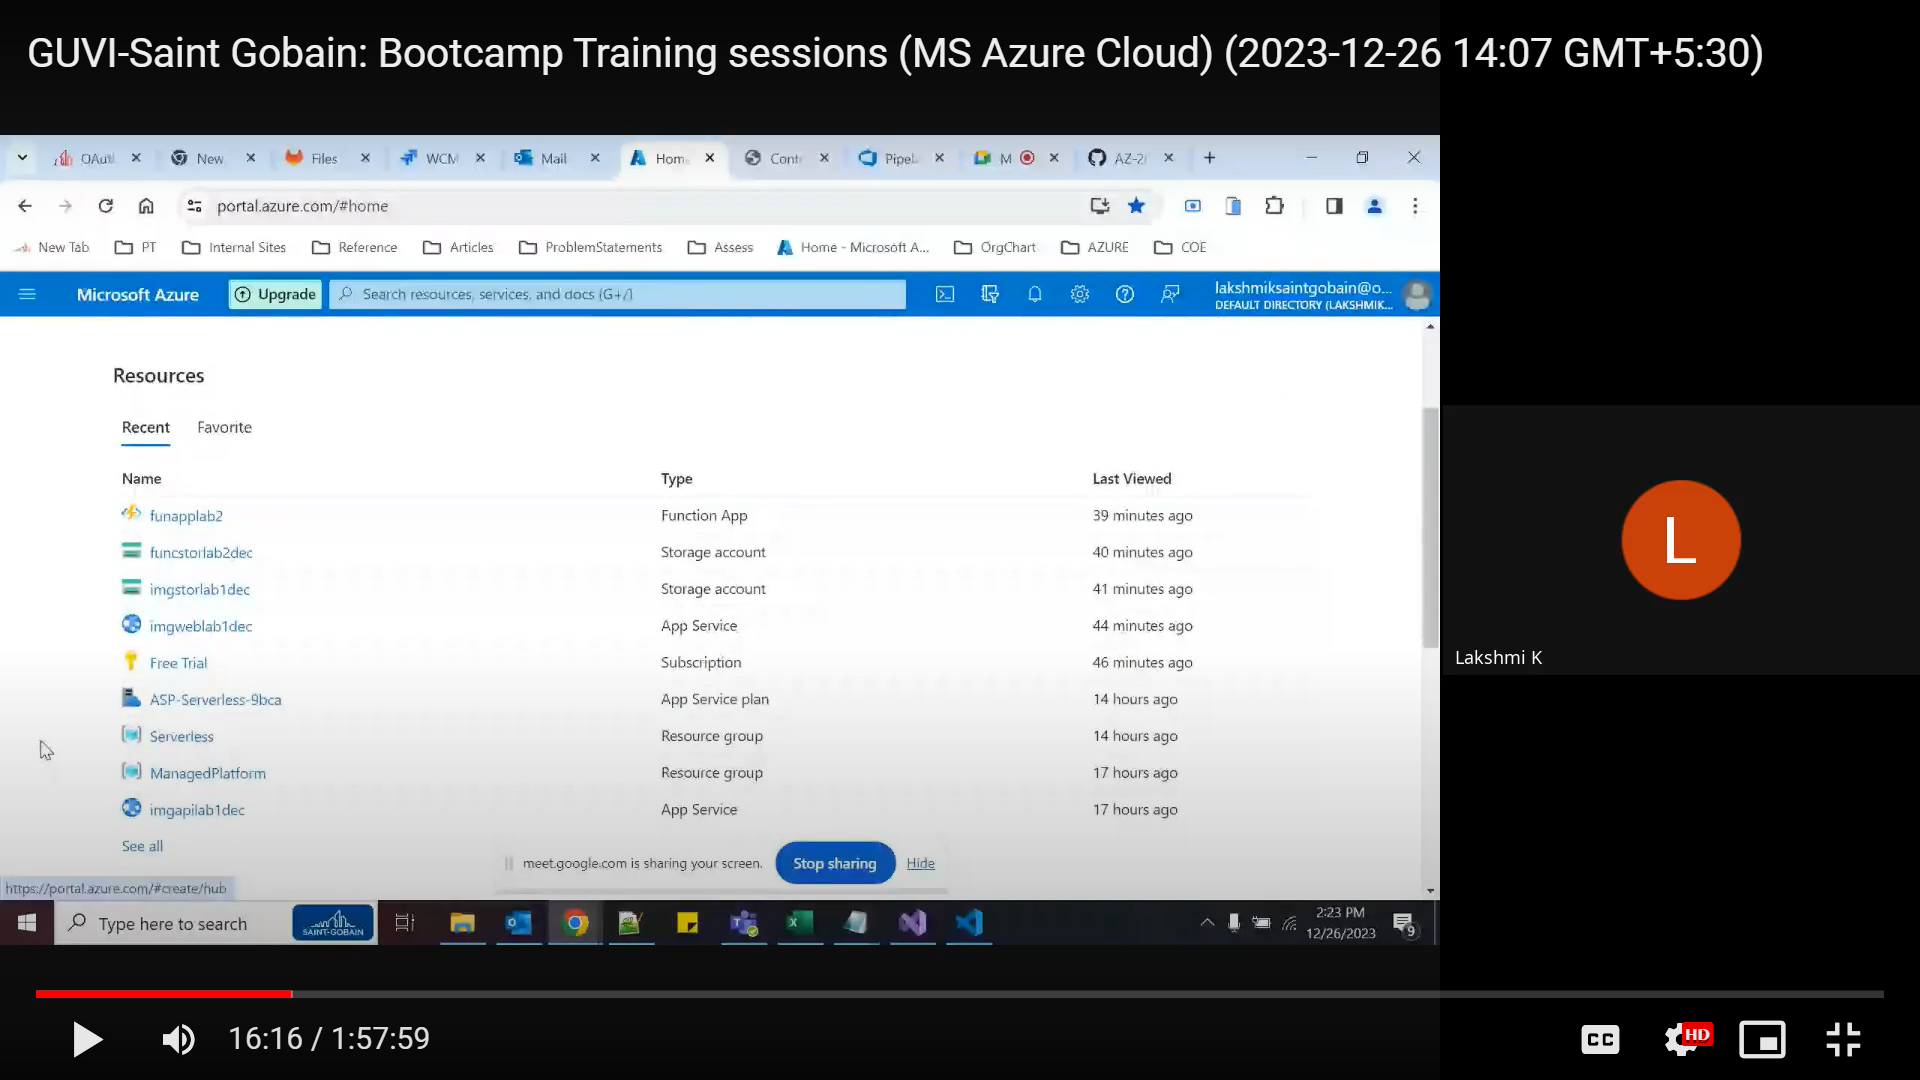 GUVI-Saint Gobain: Bootcamp Training sessions (MS Azure Cloud) (2023-12-26 14:07 GMT+5:30)
OAut New Files WCM Mail Hom Cont Pipel M AZ-2
portal.azure.com/#home
New Tab PT Internal Sites Reference Articles ProblemStatements Assess Home - Microsoft A... OrgChart AZURE COE
Microsoft Azure Upgrade Search resources, services, and docs (G+/) lakshmiksaintgobain@o...
DEFAULT DIRECTORY (LAKSHMIK...
Resources
Recent Favorite
Name Type Last Viewed
funapplab2 Function App 39 minutes ago
funcstorlab2dec Storage account 40 minutes ago
imgstorlab1dec Storage account 41 minutes ago
imgweblab1dec App Service 44 minutes ago
Free Trial Subscription 46 minutes ago
ASP-Serverless-9bca App Service plan 14 hours ago
Serverless Resource group 14 hours ago
ManagedPlatform Resource group 17 hours ago
imgapilab1dec App Service 17 hours ago
See all
meet.google.com is sharing your screen. Stop sharing Hide
https://portal.azure.com/#create/hub
Type here to search SAINT-GOBAIN 2:23 PM
12/26/2023 9
L
Lakshmi K
16:16 / 1:57:59 CC HD